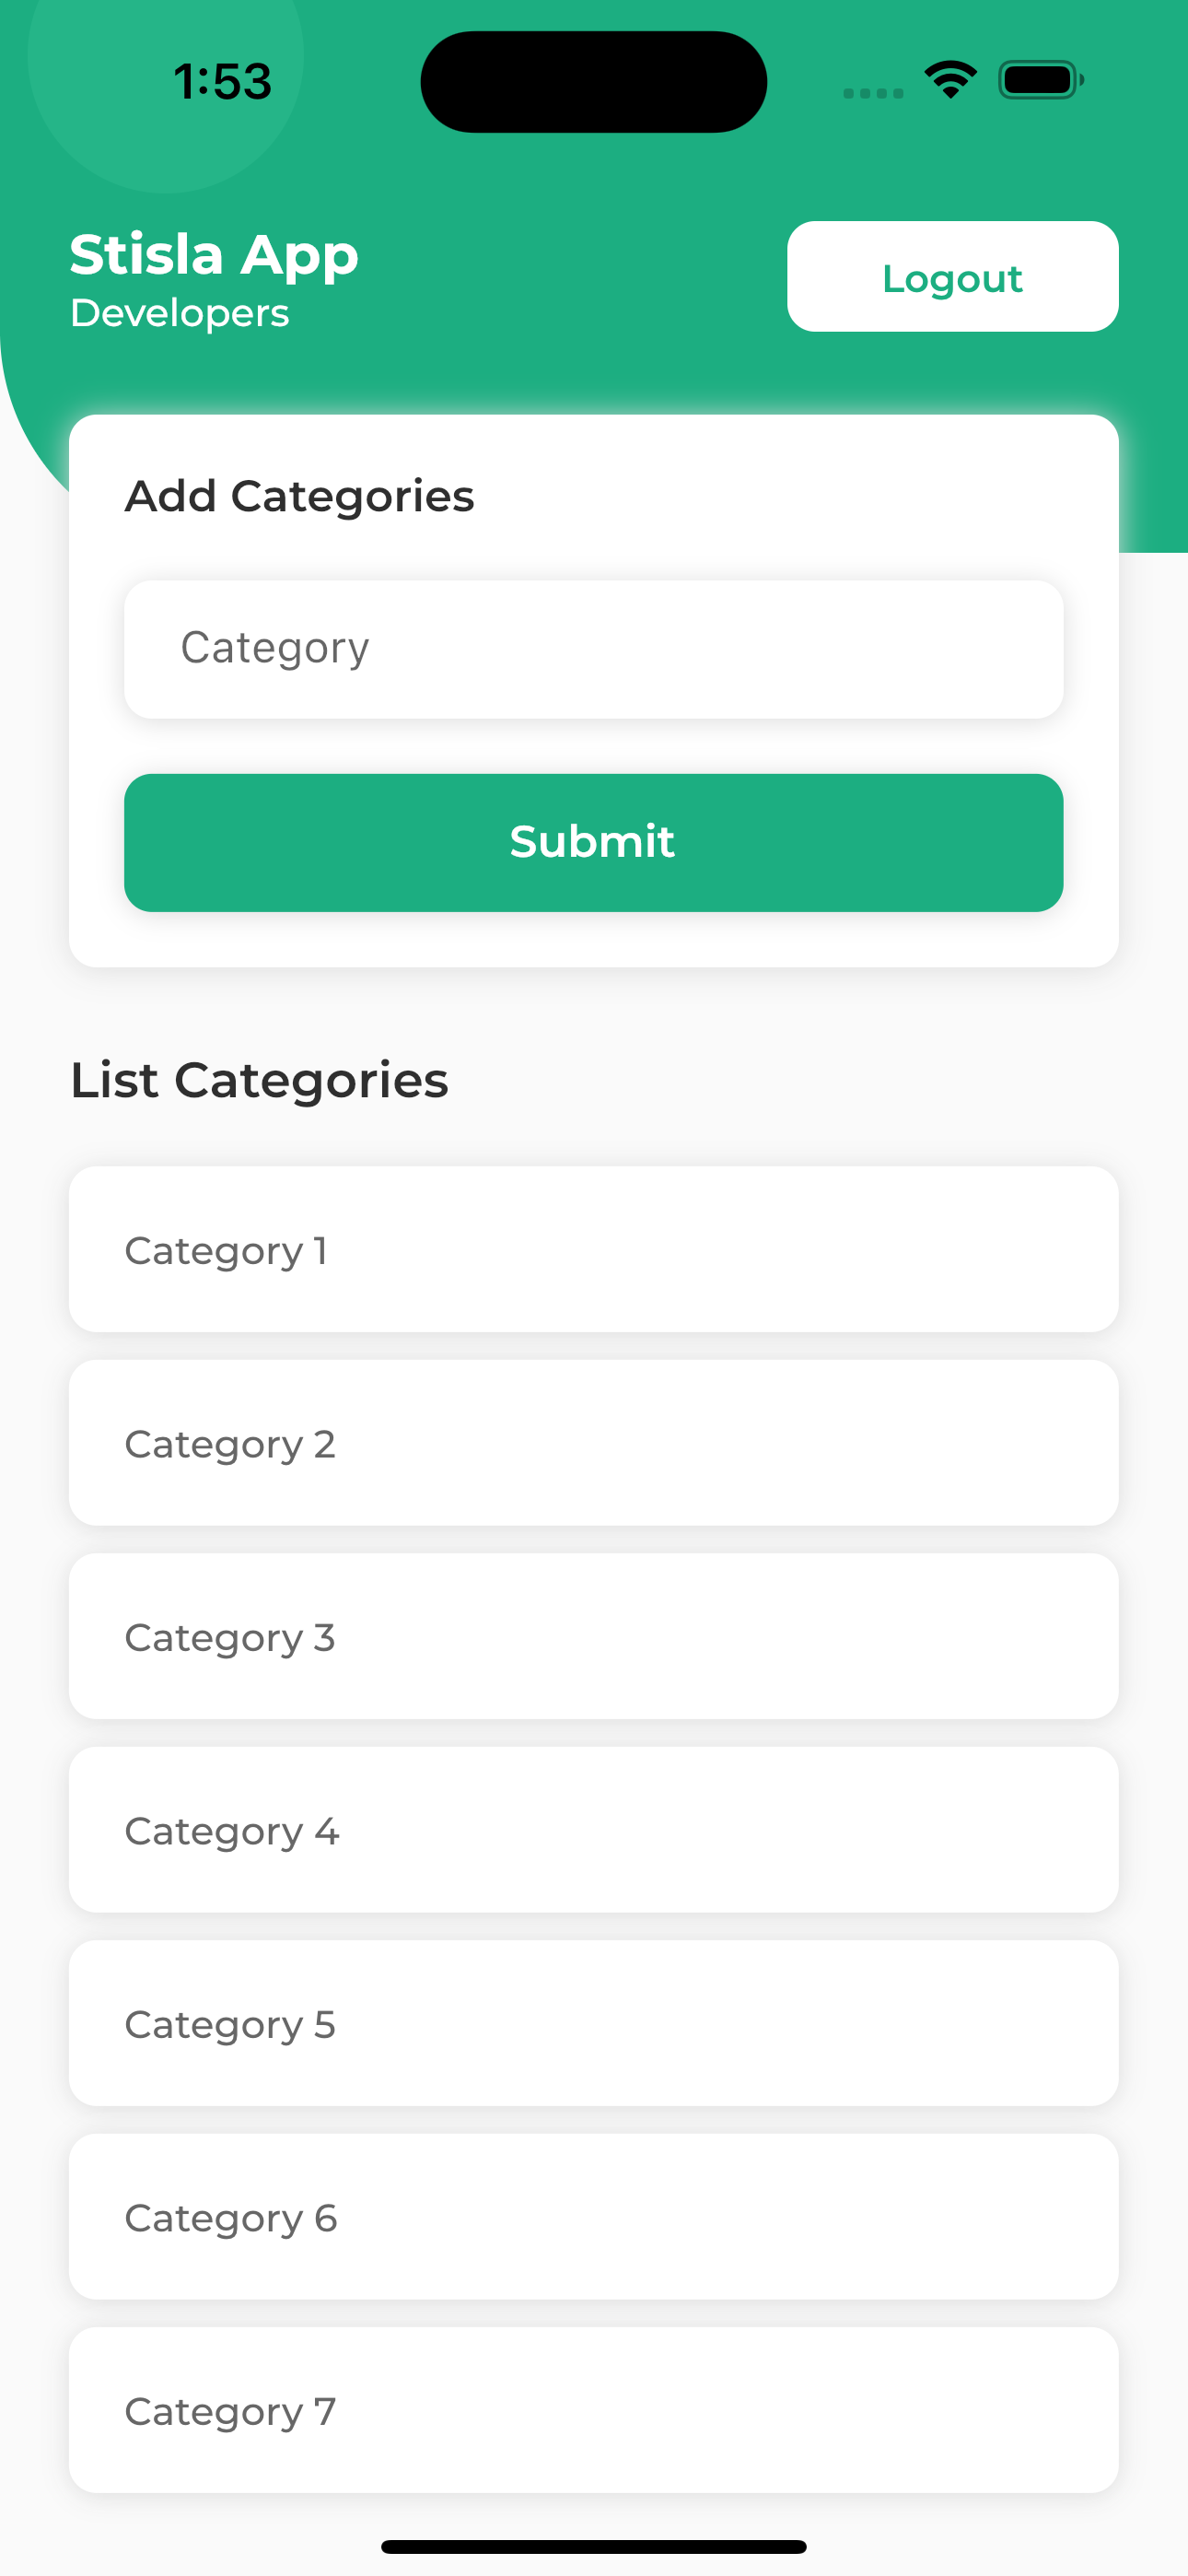 1:53
Stisla App
Developers
Logout
Add Categories
Category
Submit
List Categories
Category 1
Category 2
Category 3
Category 4
Category 5
Category 6
Category 7